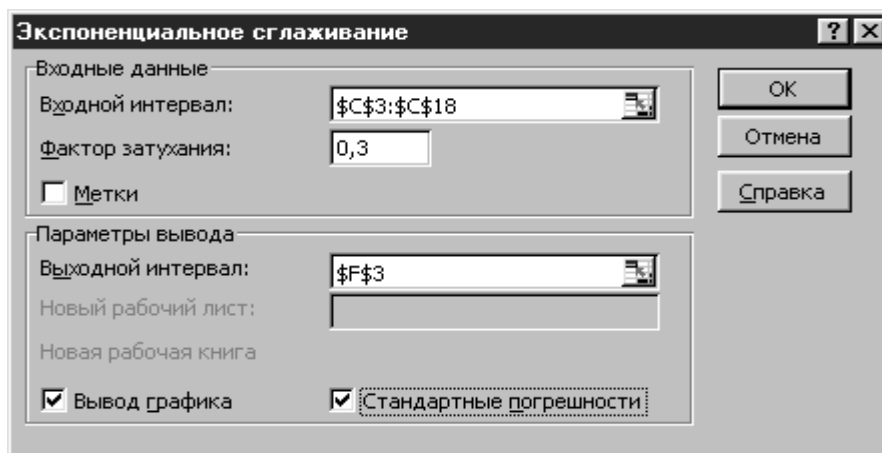 Экспоненциальное сглаживание
Входные данные
Входной интервал: $C$3:$C$18
Фактор затухания: 0,3
Метки
Параметры вывода
Выходной интервал: $F$3
Новый рабочий лист:
Новая рабочая книга
Вывод графика Стандартные погрешности
OK
Отмена
Справка